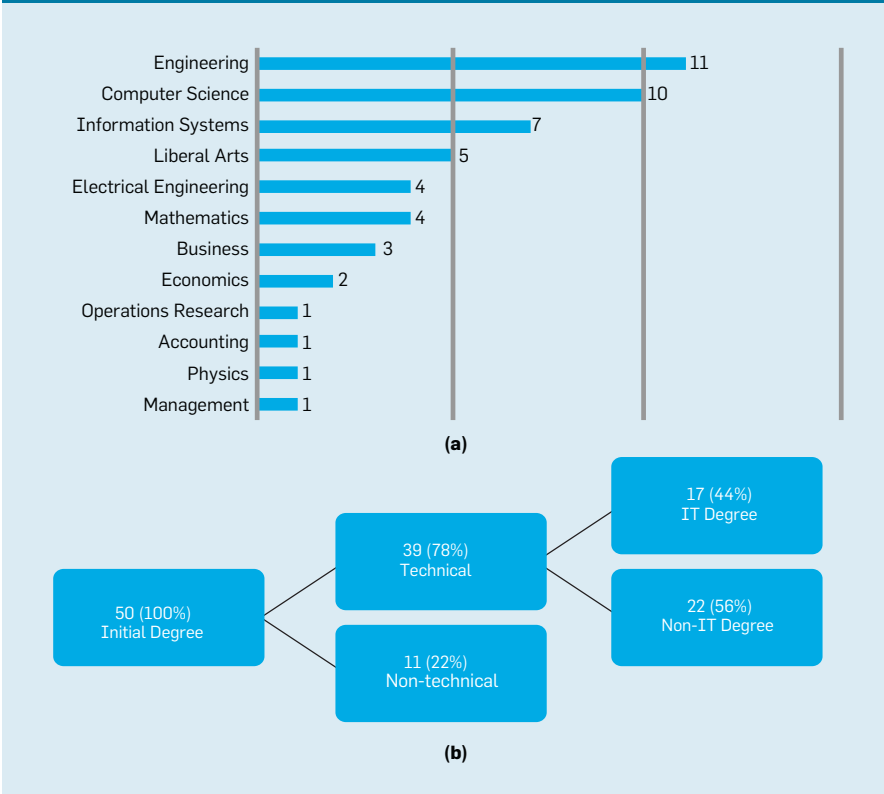 Engineering 11
Computer Science 10
Information Systems 7
Liberal Arts 5
Electrical Engineering 4
Mathematics 4
Business 3
Economics 2
Operations Research 1
Accounting 1
Physics 1
Management 1
(a)
50 (100%)
Initial Degree
39 (78%)
Technical
11 (22%)
Non-technical
17 (44%)
IT Degree
22 (56%)
Non-IT Degree
(b)